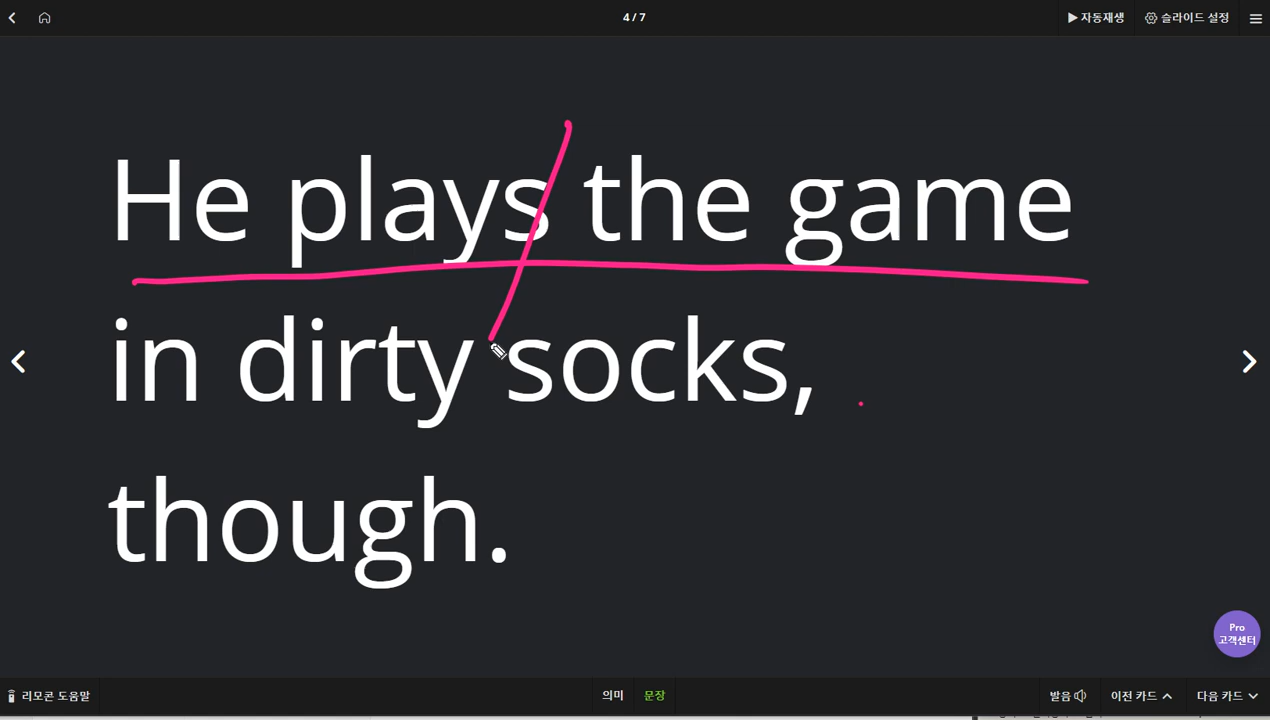 4 / 7
자동재생
슬라이드 설정
He plays the game
in dirty socks,
though.
Pro
고객센터
리모콘 도움말
의미
문장
발음
이전 카드
다음 카드